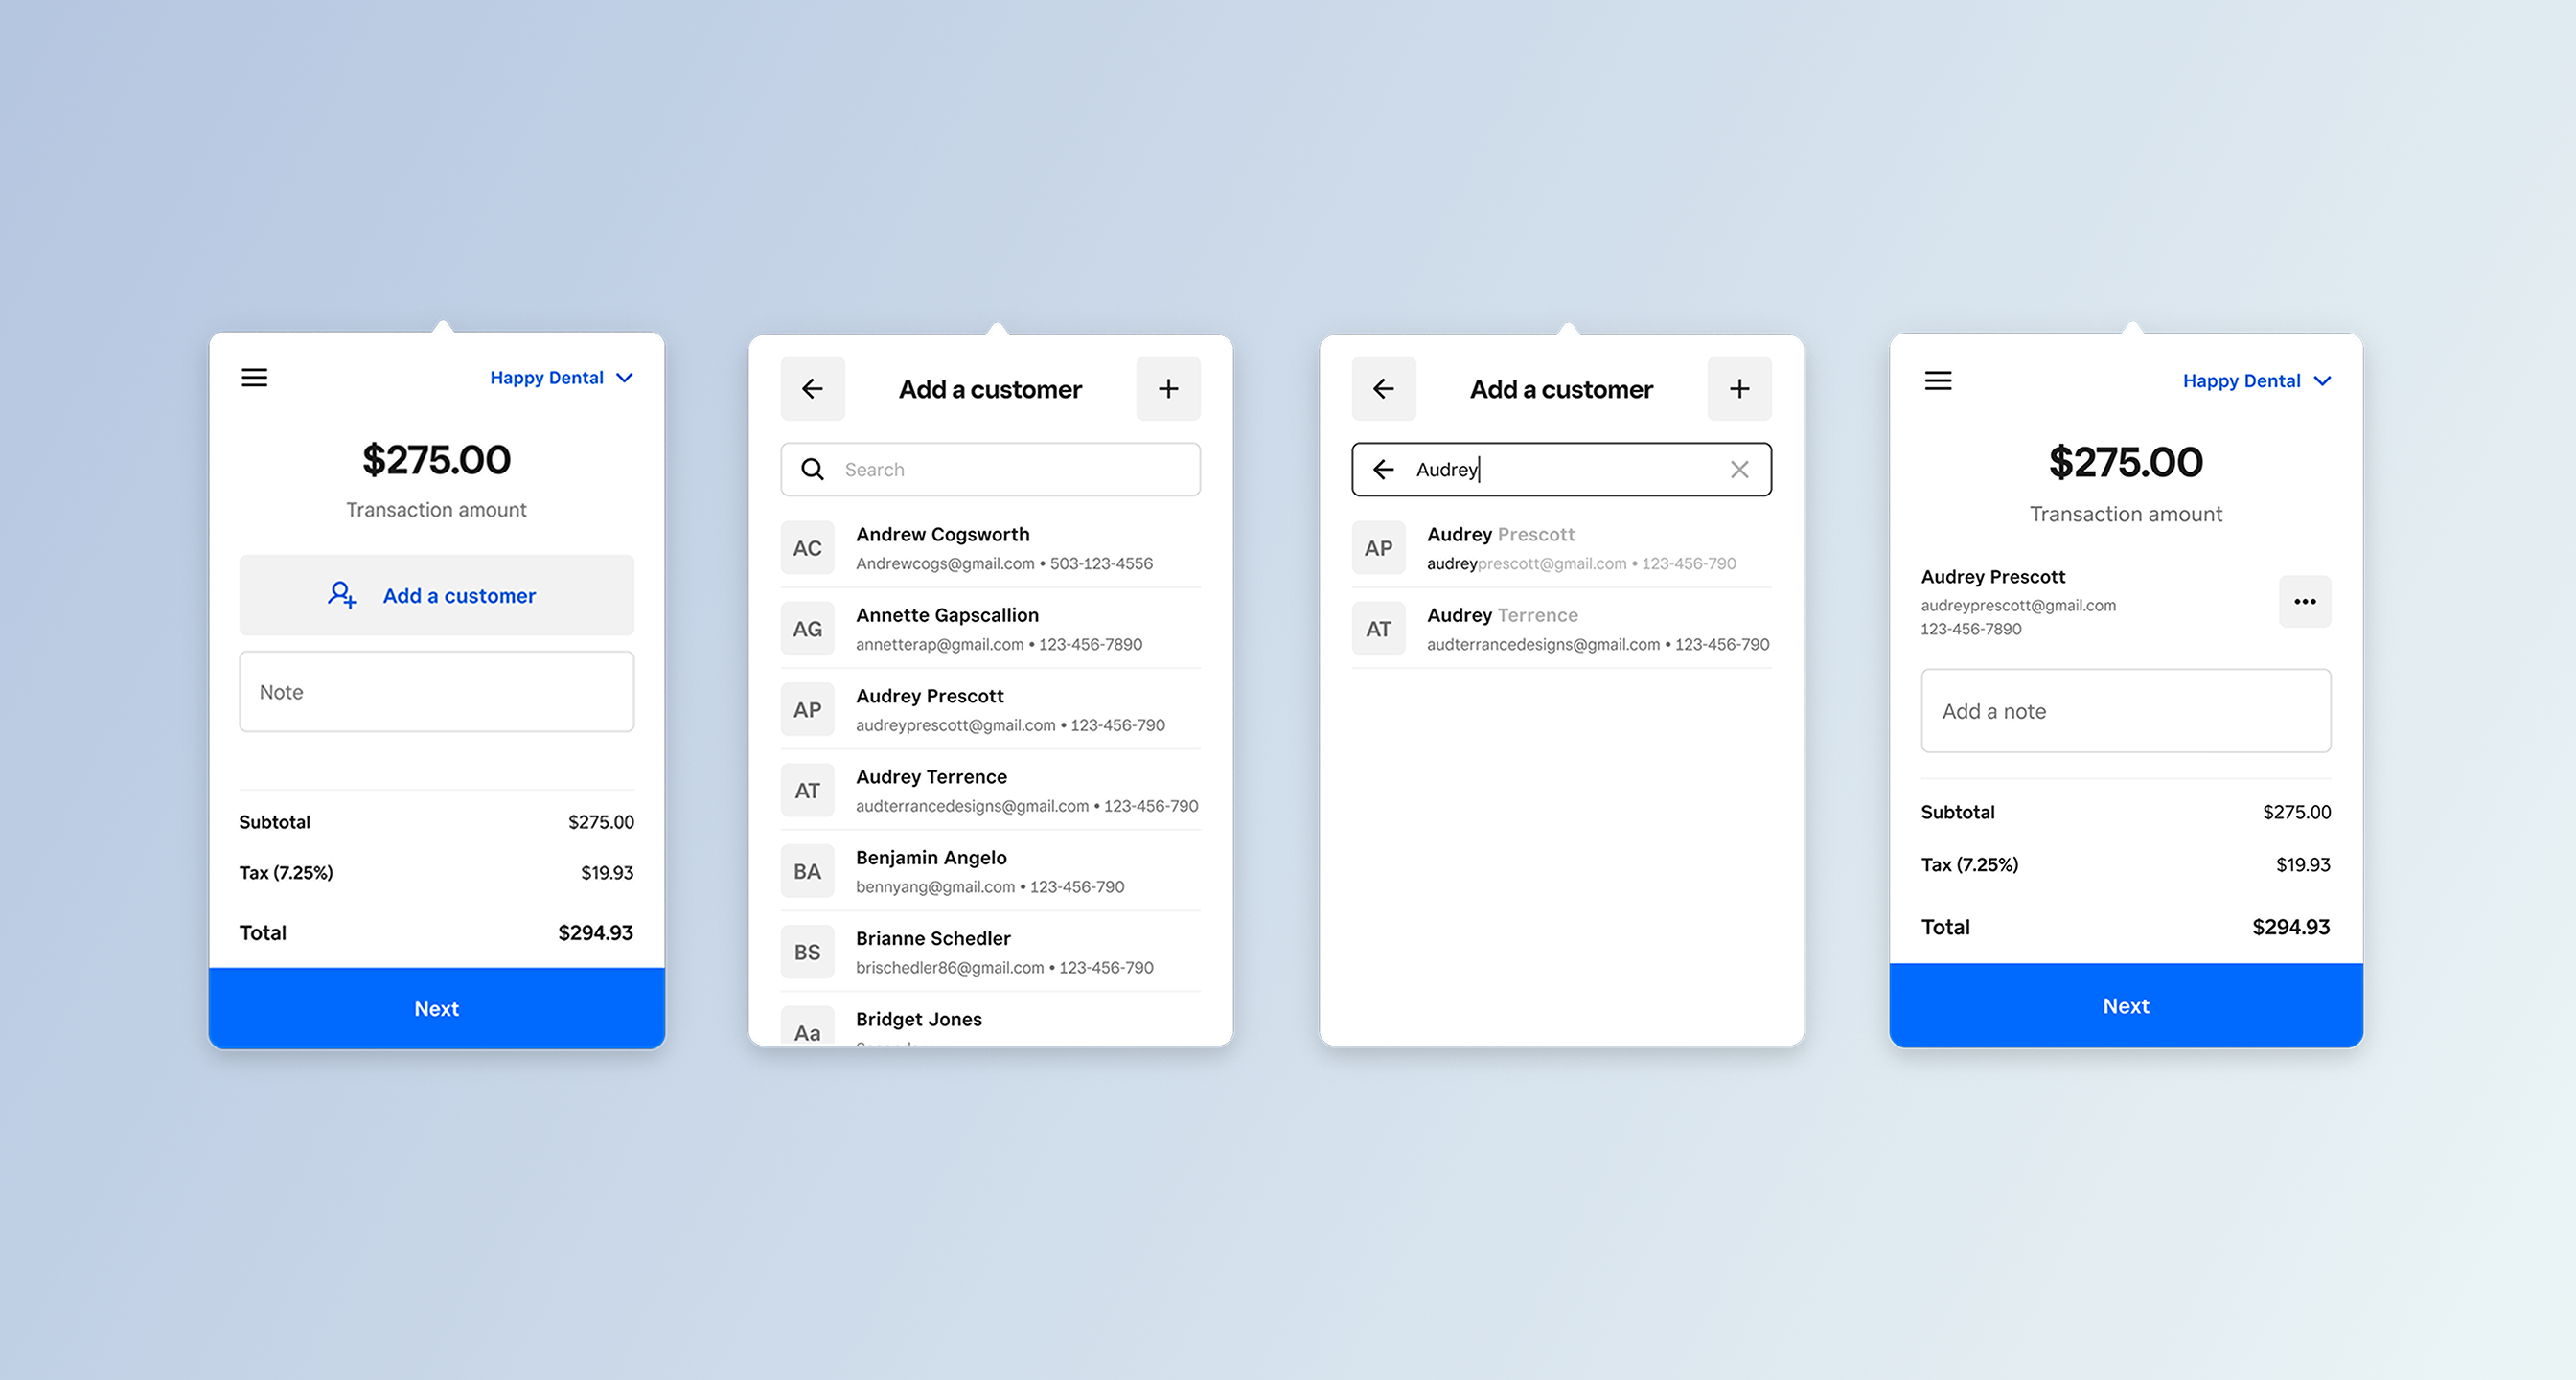 Happy Dental
$275.00
Transaction amount
Add a customer
Note
Subtotal $275.00
Tax (7.25%) $19.93
Total $294.93
Next
Add a customer
Search
AC Andrew Cogsworth
Andrewcogs@gmail.com • 503-123-4556
AG Annette Gapscallion
annetterap@gmail.com • 123-456-7890
AP Audrey Prescott
audreyprescott@gmail.com • 123-456-790
AT Audrey Terrence
audterrancedesigns@gmail.com • 123-456-790
BA Benjamin Angelo
bennyang@gmail.com • 123-456-790
BS Brianne Schedler
brischedler86@gmail.com • 123-456-790
Aa Bridget Jones
Add a customer
Audrey
AP Audrey Prescott
audreyprescott@gmail.com • 123-456-790
AT Audrey Terrence
audterrancedesigns@gmail.com • 123-456-790
Happy Dental
$275.00
Transaction amount
Audrey Prescott
audreyprescott@gmail.com
123-456-7890
Add a note
Subtotal $275.00
Tax (7.25%) $19.93
Total $294.93
Next